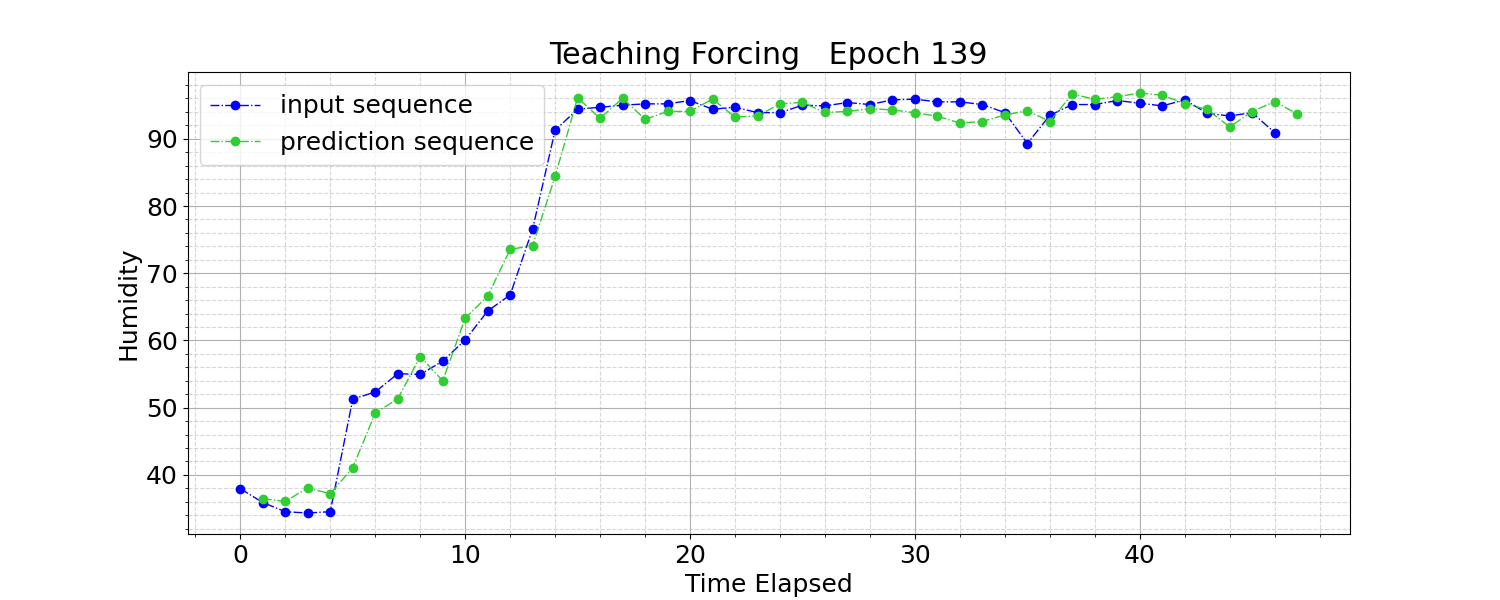 Teaching Forcing   Epoch 139
input sequence
prediction sequence
90
80
70
60
50
40
Humidity
0 10 20 30 40
Time Elapsed